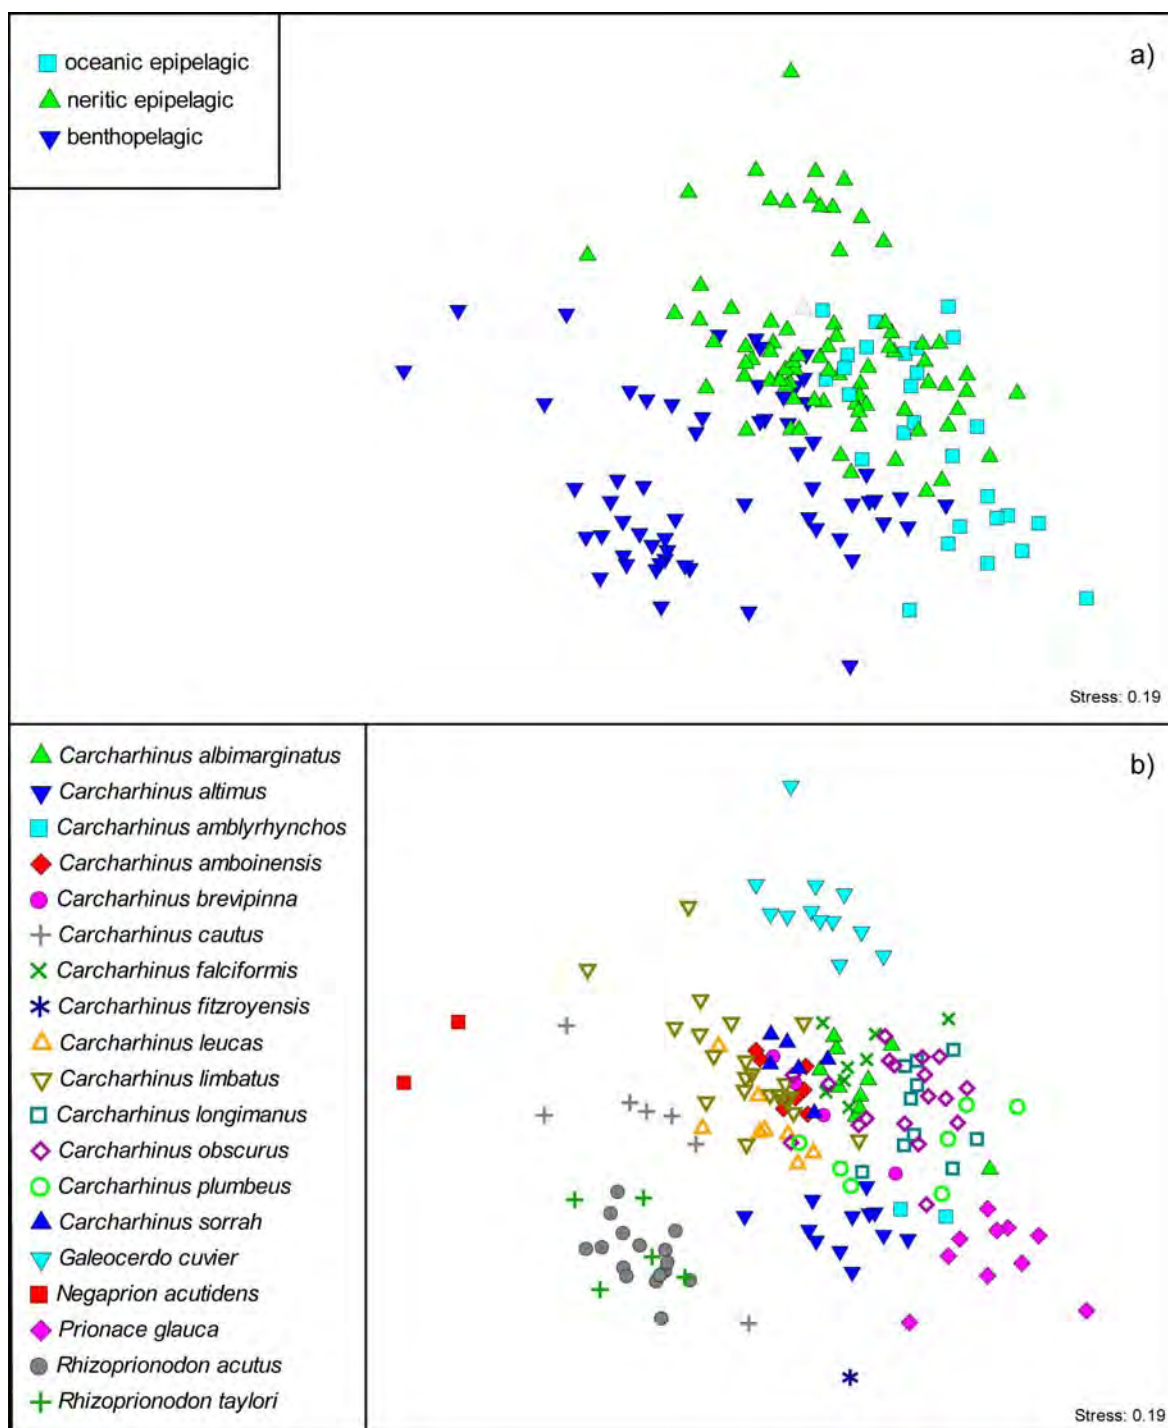 oceanic epipelagic
neritic epipelagic
benthopelagic
a)
Stress: 0.19
Carcharhinus albimarginatus
Carcharhinus altimus
Carcharhinus amblyrhynchos
Carcharhinus amboinensis
Carcharhinus brevipinna
Carcharhinus cautus
Carcharhinus falciformis
Carcharhinus fitzroyensis
Carcharhinus leucas
Carcharhinus limbatus
Carcharhinus longimanus
Carcharhinus obscurus
Carcharhinus plumbeus
Carcharhinus sorrah
Galeocerdo cuvier
Negaprion acutidens
Prionace glauca
Rhizoprionodon acutus
Rhizoprionodon taylori
b)
Stress: 0.19